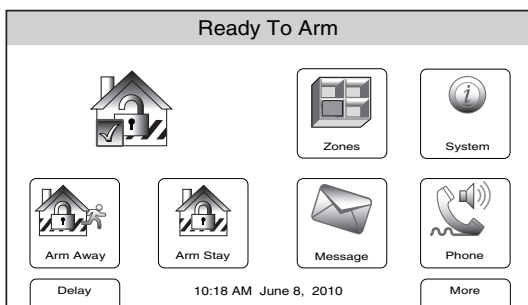 Ready To Arm
Zones
System
Arm Away
Arm Stay
Message
Phone
Delay
10:18 AM June 8, 2010
More